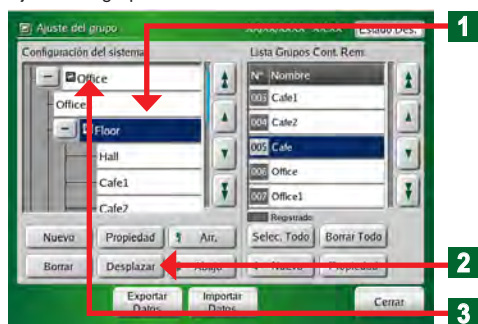 Ajuste del grupo
Estado Des.
1
Configuración del sistema
Lista Grupos Cont. Rem.
Office
Nº Nombre
Office
003 Cafe1
Floor
004 Cafe2
Hall
005 Cafe
Cafe1
006 Office
Cafe2
007 Office1
Registrado
Nuevo
Propiedad
Arr.
Selec. Todo
Borrar Todo
Borrar
Desplazar
Abajo
Nuevo
Propiedad
2
Exportar Datos
Importar Datos
Cerrar
3